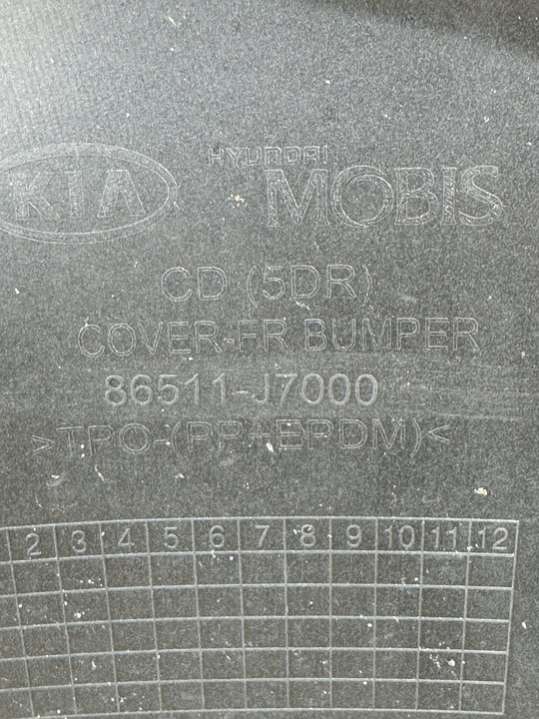 HYUNDAI
KIA MOBIS
CD (5DR)
COVER-FR BUMPER
86511-J7000
>TPO-(PP+EPDM)<
2 3 4 5 6 7 8 9 10 11 12